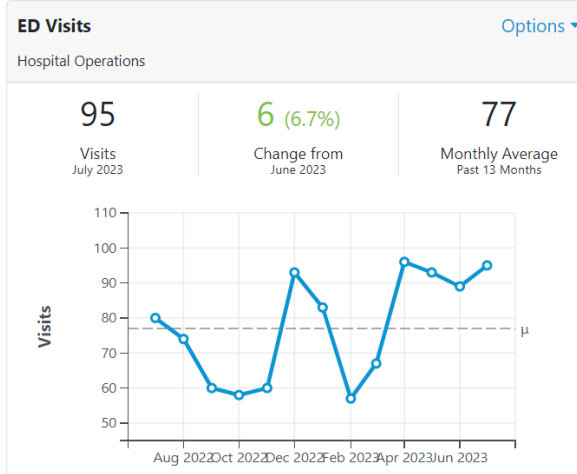 ED Visits
Options
Hospital Operations
95
6 (6.7%)
77
Visits
Change from
Monthly Average
July 2023
June 2023
Past 13 Months
110
100
90
80
70
60
50
Visits
μ
Aug 2022 Oct 2022 Dec 2022 Feb 2023 Apr 2023 Jun 2023